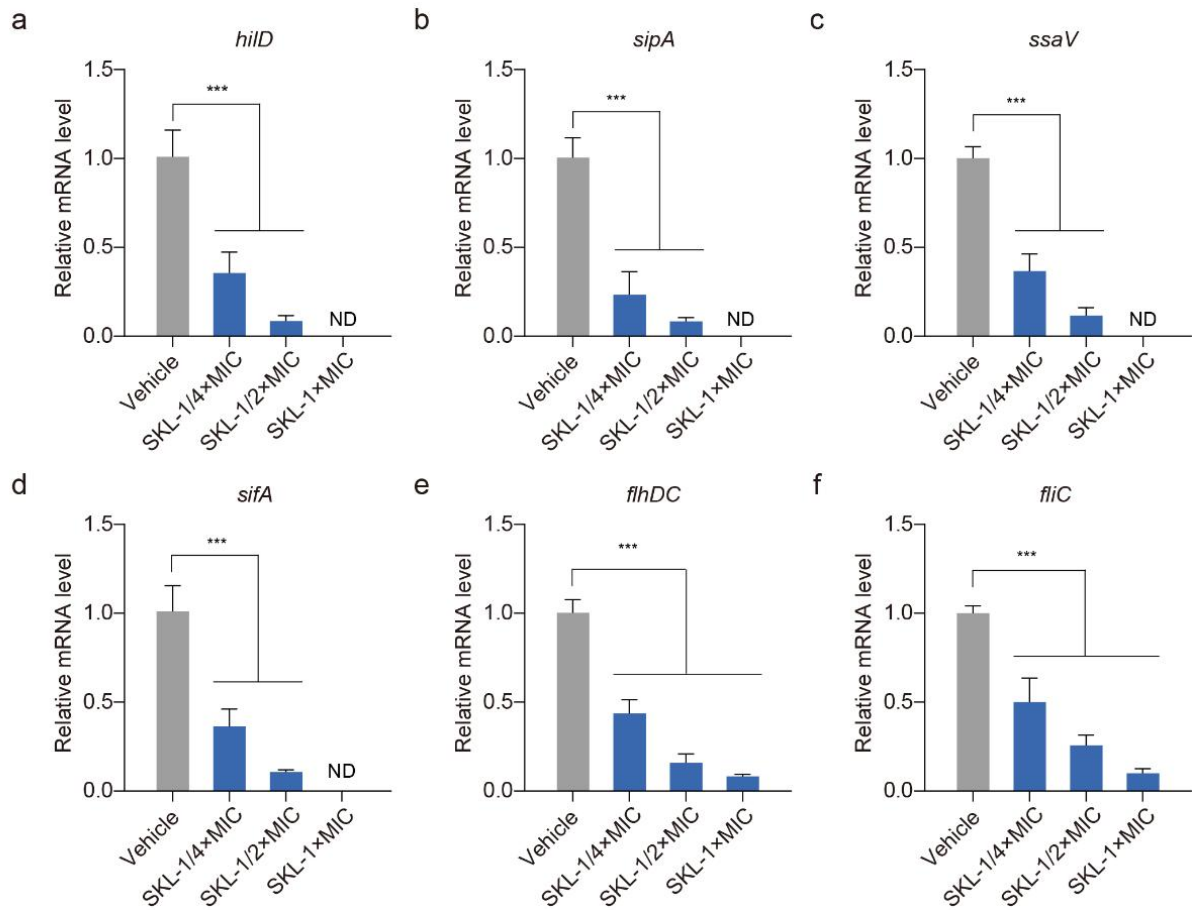 a
hilD
Relative mRNA level
1.5
1.0
0.5
0.0
***
ND
Vehicle
SKL-1/4×MIC
SKL-1/2×MIC
SKL-1×MIC
b
sipA
Relative mRNA level
1.5
1.0
0.5
0.0
***
ND
Vehicle
SKL-1/4×MIC
SKL-1/2×MIC
SKL-1×MIC
c
ssaV
Relative mRNA level
1.5
1.0
0.5
0.0
***
ND
Vehicle
SKL-1/4×MIC
SKL-1/2×MIC
SKL-1×MIC
d
sifA
Relative mRNA level
1.5
1.0
0.5
0.0
***
ND
Vehicle
SKL-1/4×MIC
SKL-1/2×MIC
SKL-1×MIC
e
flhDC
Relative mRNA level
1.5
1.0
0.5
0.0
***
Vehicle
SKL-1/4×MIC
SKL-1/2×MIC
SKL-1×MIC
f
fliC
Relative mRNA level
1.5
1.0
0.5
0.0
***
Vehicle
SKL-1/4×MIC
SKL-1/2×MIC
SKL-1×MIC